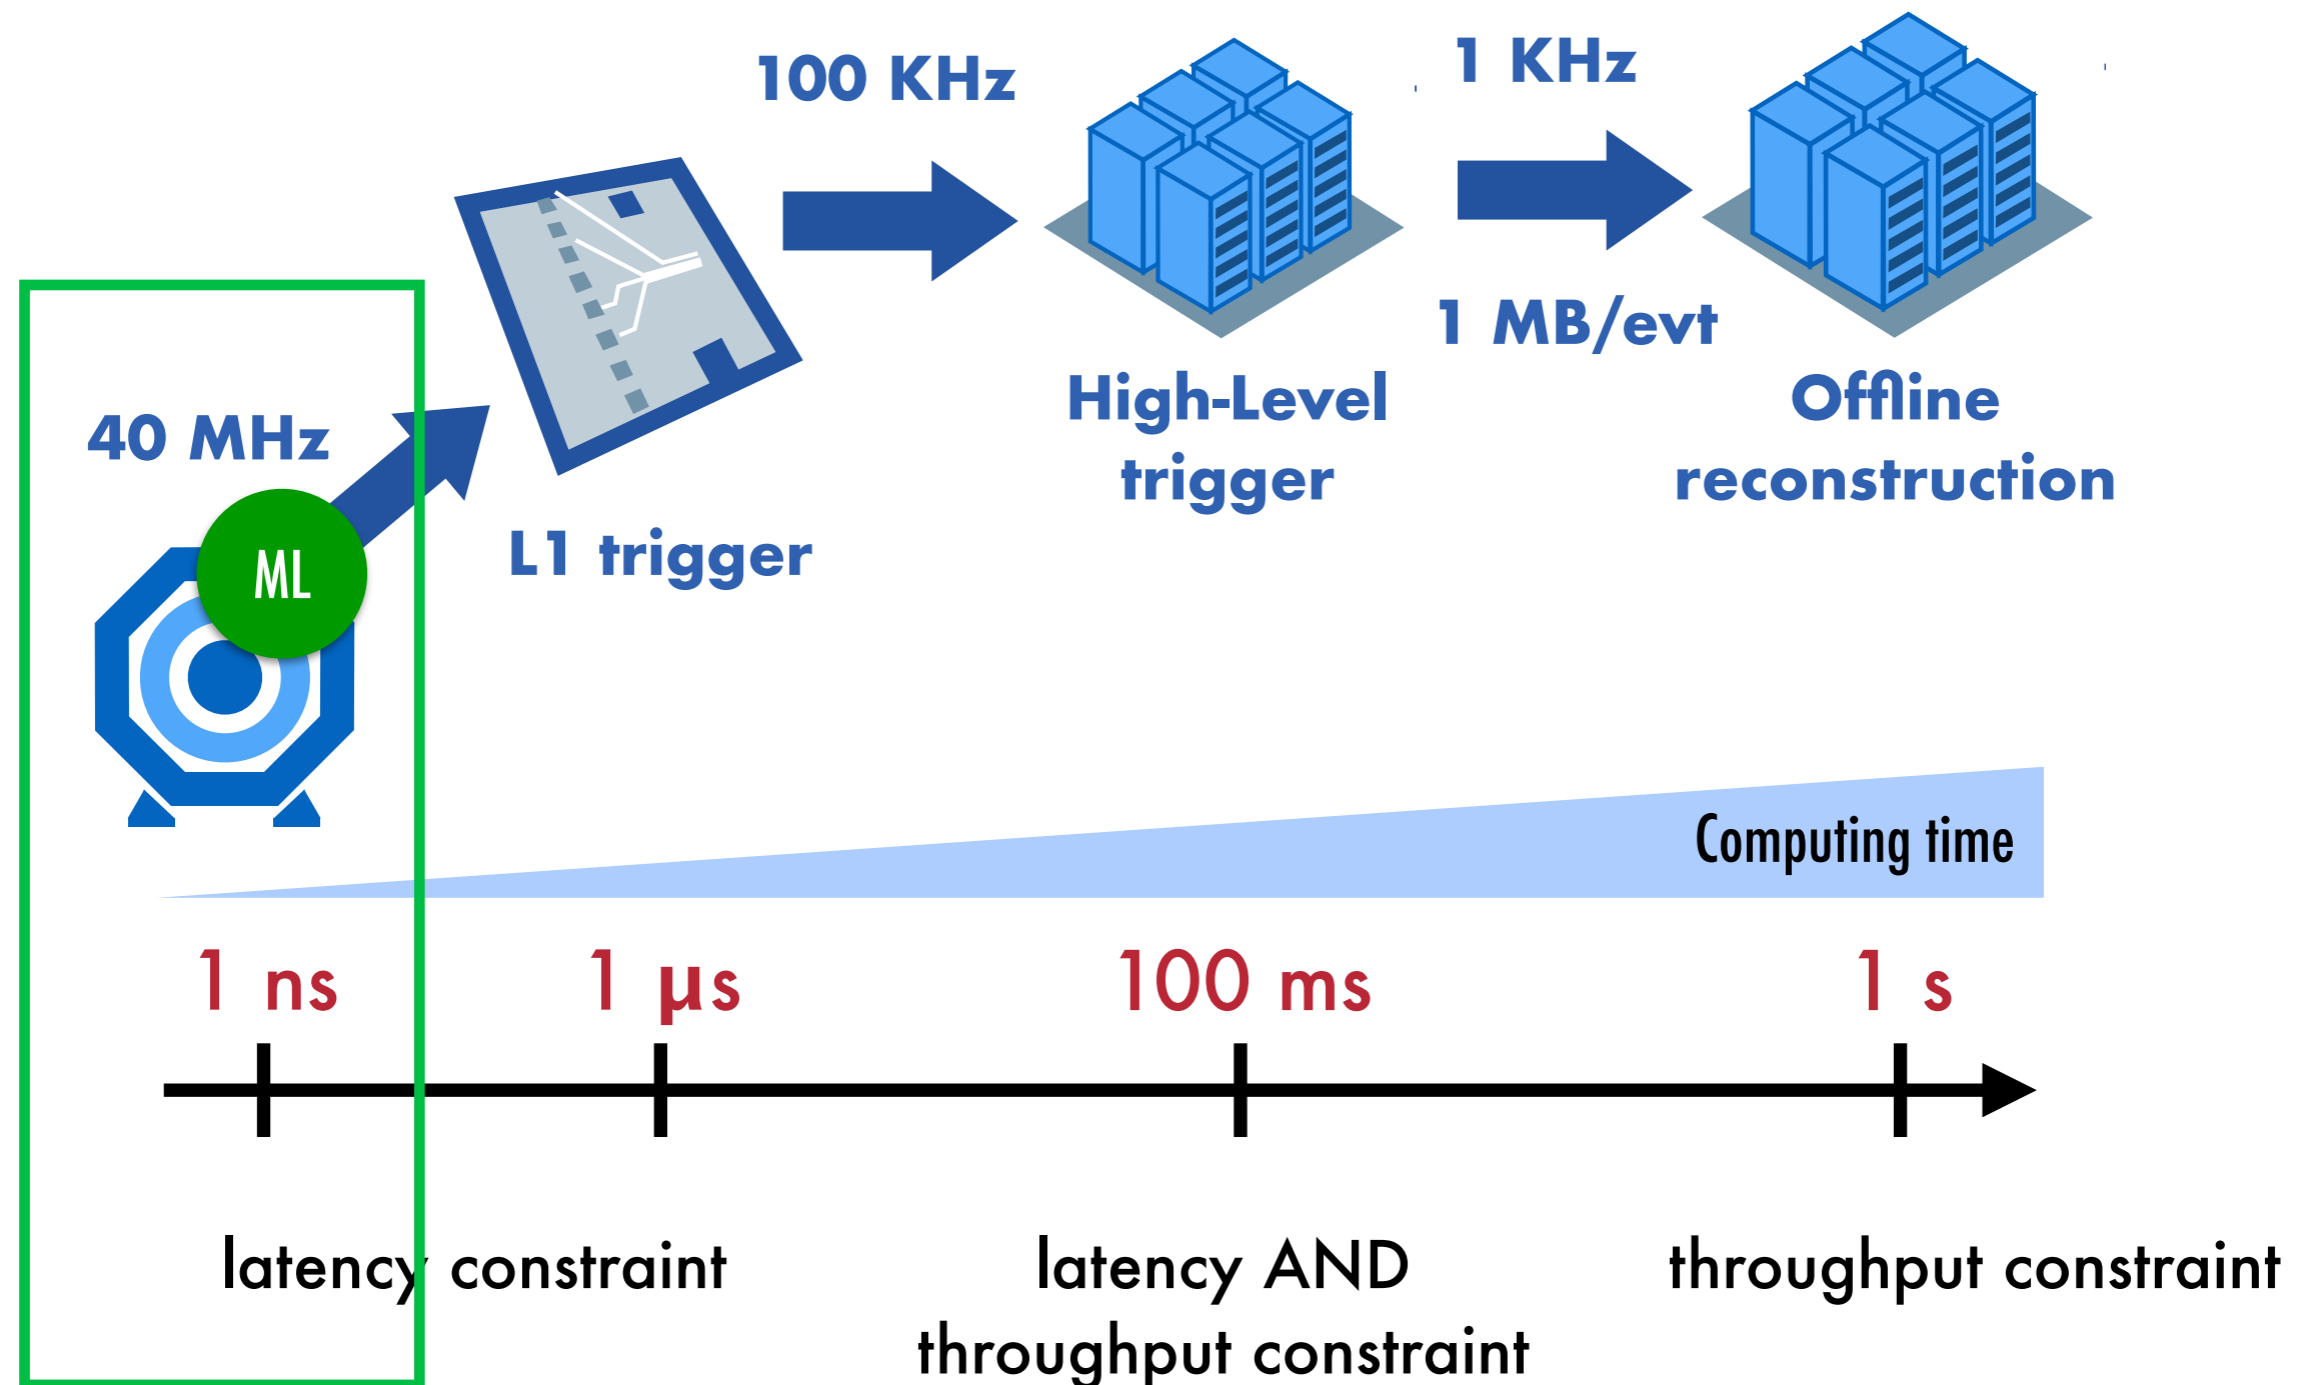 100 KHz
1 KHz
1 MB/evt
40 MHz
ML
L1 trigger
High-Level
trigger
Offline
reconstruction
Computing time
1 ns
1 µs
100 ms
1 s
latency constraint
latency AND
throughput constraint
throughput constraint